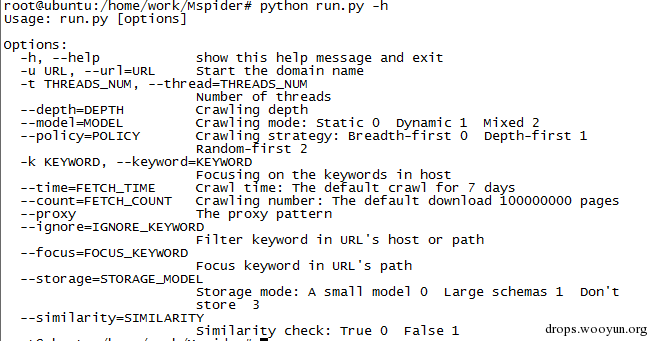 root@ubuntu:/home/work/Mspider# python run.py -h
Usage: run.py [options]
Options:
-h, --help show this help message and exit
-u URL, --url=URL Start the domain name
-t THREADS_NUM, --thread=THREADS_NUM
Number of threads
--depth=DEPTH Crawling depth
--model=MODEL Crawling mode: Static 0 Dynamic 1 Mixed 2
--policy=POLICY Crawling strategy: Breadth-first 0 Depth-first 1
Random-first 2
-k KEYWORD, --keyword=KEYWORD
Focusing on the keywords in host
--time=FETCH_TIME Crawl time: The default crawl for 7 days
--count=FETCH_COUNT Crawling number: The default download 100000000 pages
--proxy The proxy pattern
--ignore=IGNORE_KEYWORD
Filter keyword in URL's host or path
--focus=FOCUS_KEYWORD
Focus keyword in URL's path
--storage=STORAGE_MODEL
Storage mode: A small model 0 Large schemas 1 Don't
store 3
--similarity=SIMILARITY
Similarity check: True 0 False 1
drops.wooyun.org